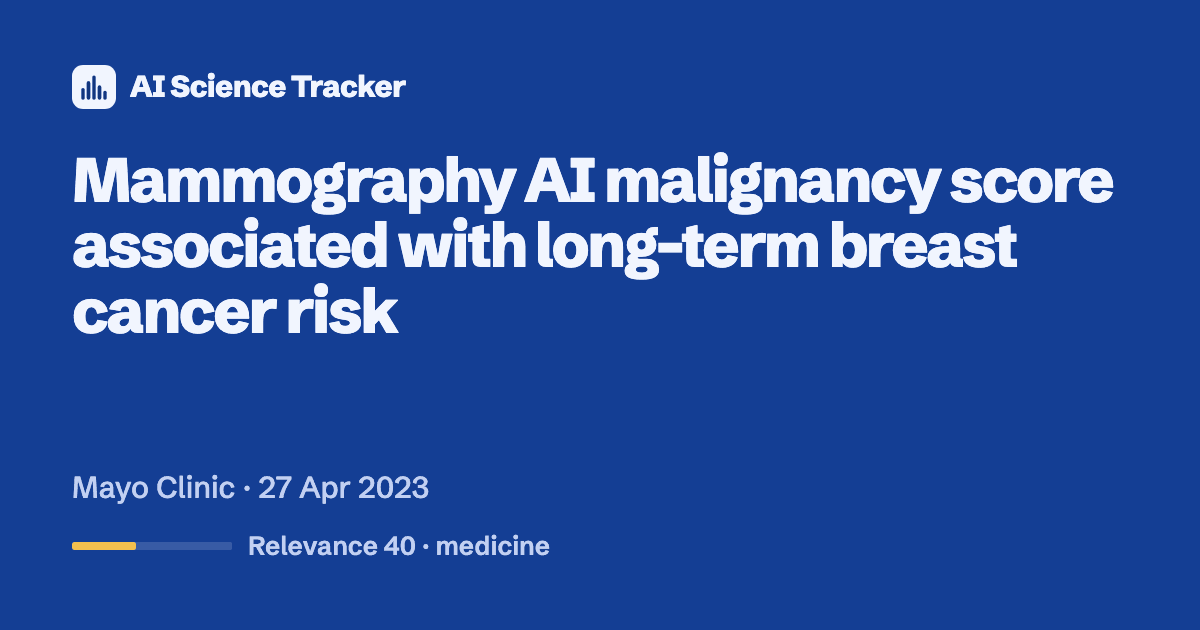 AI Science Tracker
Mammography AI malignancy score
associated with long-term breast
cancer risk
Mayo Clinic · 27 Apr 2023
Relevance 40 · medicine